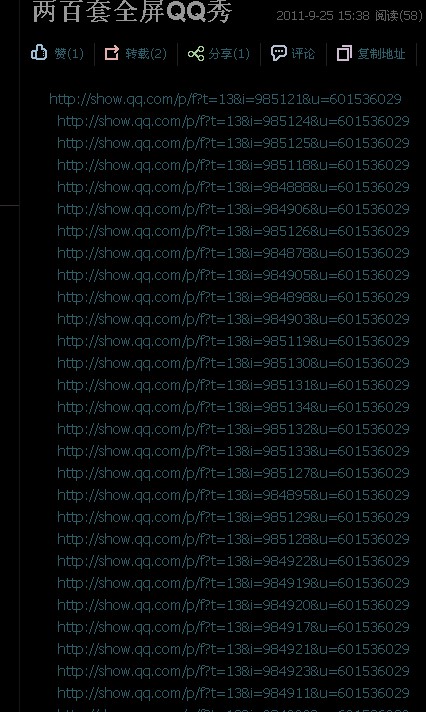 两百套全屏QQ秀 2011-9-25 15:38 阅读(58)
赞(1) 转载(2) 分享(1) 评论 复制地址
http://show.qq.com/p/f?t=13&i=985121&u=601536029
http://show.qq.com/p/f?t=13&i=985124&u=601536029
http://show.qq.com/p/f?t=13&i=985125&u=601536029
http://show.qq.com/p/f?t=13&i=985118&u=601536029
http://show.qq.com/p/f?t=13&i=984888&u=601536029
http://show.qq.com/p/f?t=13&i=984906&u=601536029
http://show.qq.com/p/f?t=13&i=985126&u=601536029
http://show.qq.com/p/f?t=13&i=984878&u=601536029
http://show.qq.com/p/f?t=13&i=984905&u=601536029
http://show.qq.com/p/f?t=13&i=984898&u=601536029
http://show.qq.com/p/f?t=13&i=984903&u=601536029
http://show.qq.com/p/f?t=13&i=985119&u=601536029
http://show.qq.com/p/f?t=13&i=985130&u=601536029
http://show.qq.com/p/f?t=13&i=985131&u=601536029
http://show.qq.com/p/f?t=13&i=985134&u=601536029
http://show.qq.com/p/f?t=13&i=985132&u=601536029
http://show.qq.com/p/f?t=13&i=985133&u=601536029
http://show.qq.com/p/f?t=13&i=985127&u=601536029
http://show.qq.com/p/f?t=13&i=984895&u=601536029
http://show.qq.com/p/f?t=13&i=985129&u=601536029
http://show.qq.com/p/f?t=13&i=985128&u=601536029
http://show.qq.com/p/f?t=13&i=984922&u=601536029
http://show.qq.com/p/f?t=13&i=984919&u=601536029
http://show.qq.com/p/f?t=13&i=984920&u=601536029
http://show.qq.com/p/f?t=13&i=984917&u=601536029
http://show.qq.com/p/f?t=13&i=984921&u=601536029
http://show.qq.com/p/f?t=13&i=984923&u=601536029
http://show.qq.com/p/f?t=13&i=984911&u=601536029